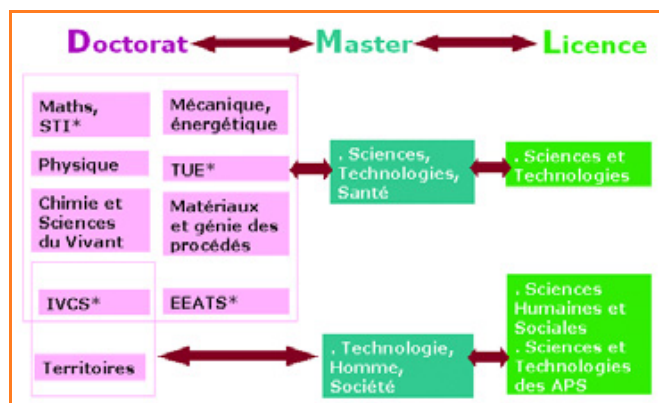 Doctorat Master Licence
Maths,
STI*
Mécanique,
énergétique
Physique
TUE*
Chimie et
Sciences
du Vivant
Matériaux
et génie des
procédés
IVCS*
EEATS*
Territoires
. Sciences,
Technologies,
Santé
. Technologie,
Homme,
Société
. Sciences et
Technologies
. Sciences
Humaines et
Sociales
. Sciences et
Technologies
des APS